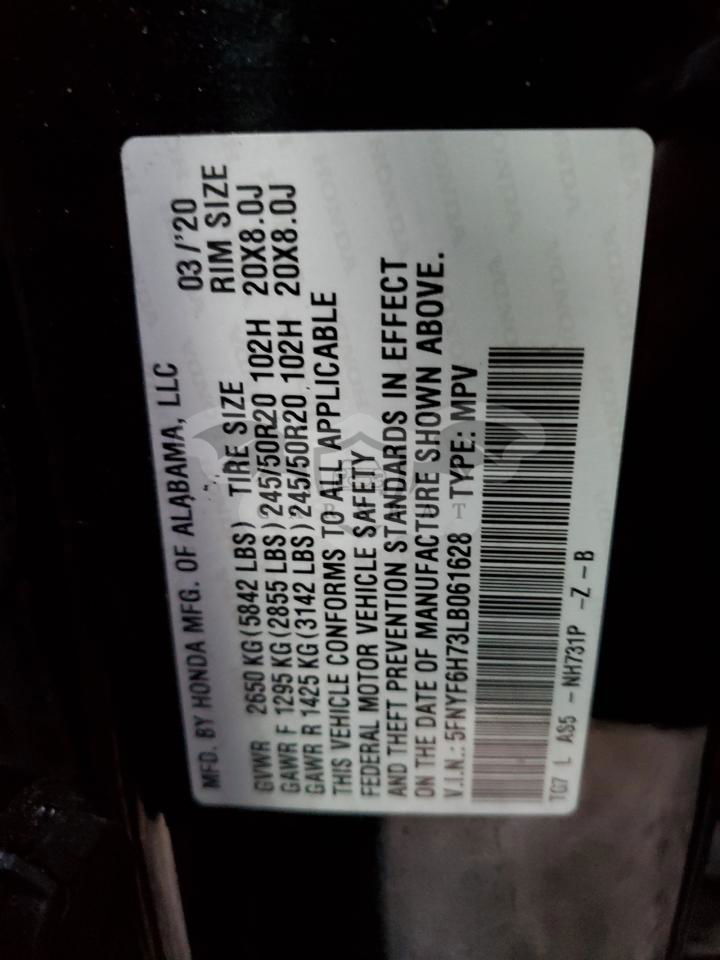 MFD. BY HONDA MFG. OF ALABAMA, LLC 03/'20
GVWR 2650 KG (5842 LBS) TIRE SIZE RIM SIZE
GAWR F 1295 KG (2855 LBS) 245/50R20 102H 20X8.0J
GAWR R 1425 KG (3142 LBS) 245/50R20 102H 20X8.0J
THIS VEHICLE CONFORMS TO ALL APPLICABLE
FEDERAL MOTOR VEHICLE SAFETY
AND THEFT PREVENTION STANDARDS IN EFFECT
ON THE DATE OF MANUFACTURE SHOWN ABOVE.
V.I.N.: 5FNYF6H73LB061628 TYPE: MPV
TG7 L AS5 -NH731P -Z -B